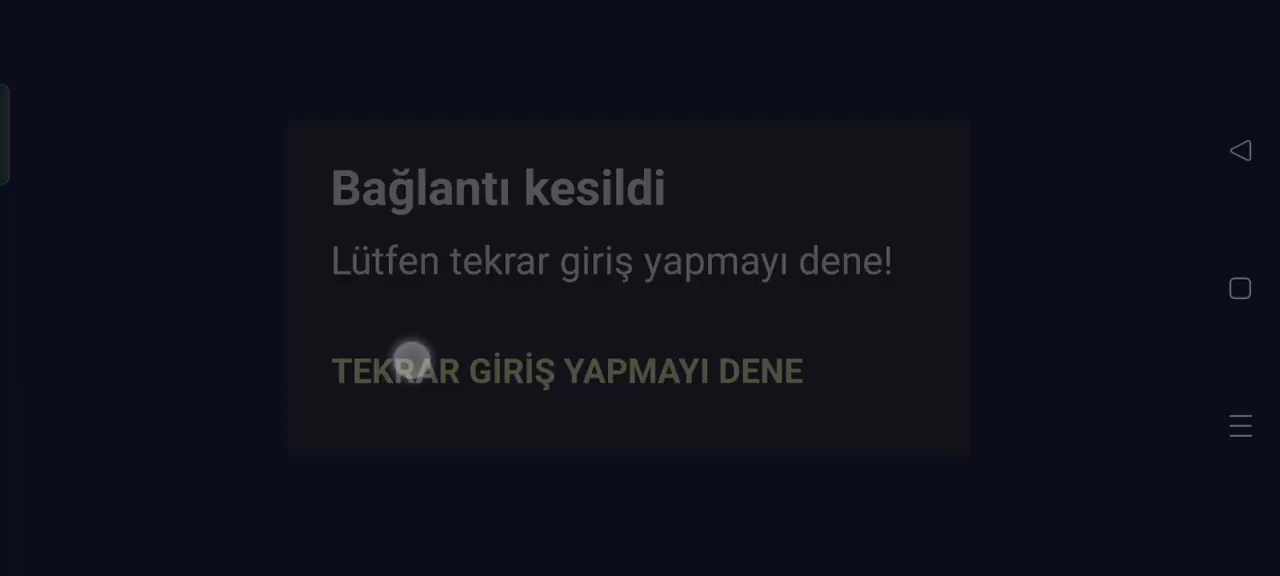 Bağlantı kesildi
Lütfen tekrar giriş yapmayı dene!
TEKRAR GİRİŞ YAPMAYI DENE